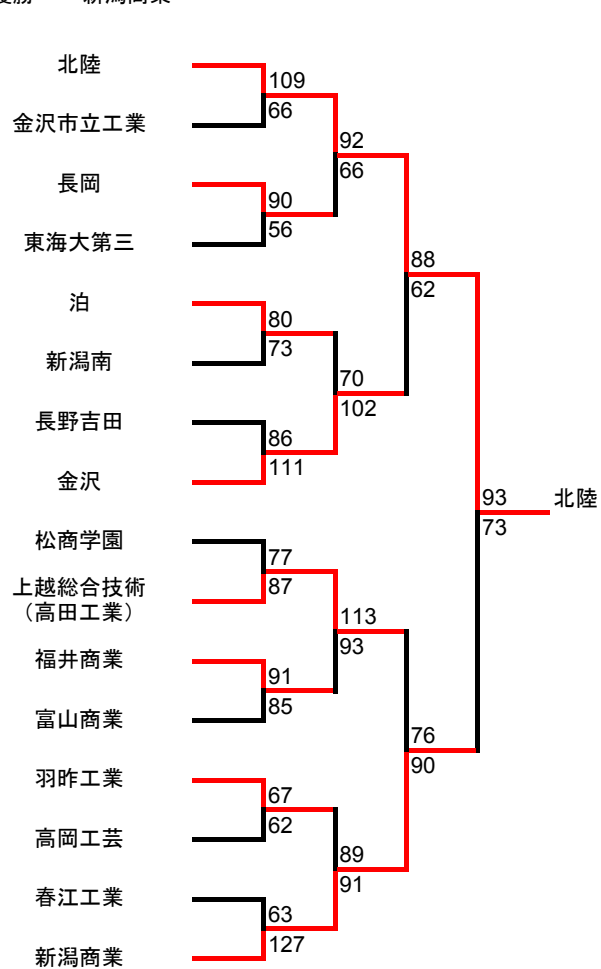 北陸
109
66
金沢市立工業
92
66
長岡
90
56
東海大第三
88
62
泊
80
73
新潟南
70
102
長野吉田
86
111
金沢
93
北陸
73
松商学園
77
87
上越総合技術
（高田工業）
113
93
福井商業
91
85
富山商業
76
90
羽昨工業
67
62
高岡工芸
89
91
春江工業
63
127
新潟商業